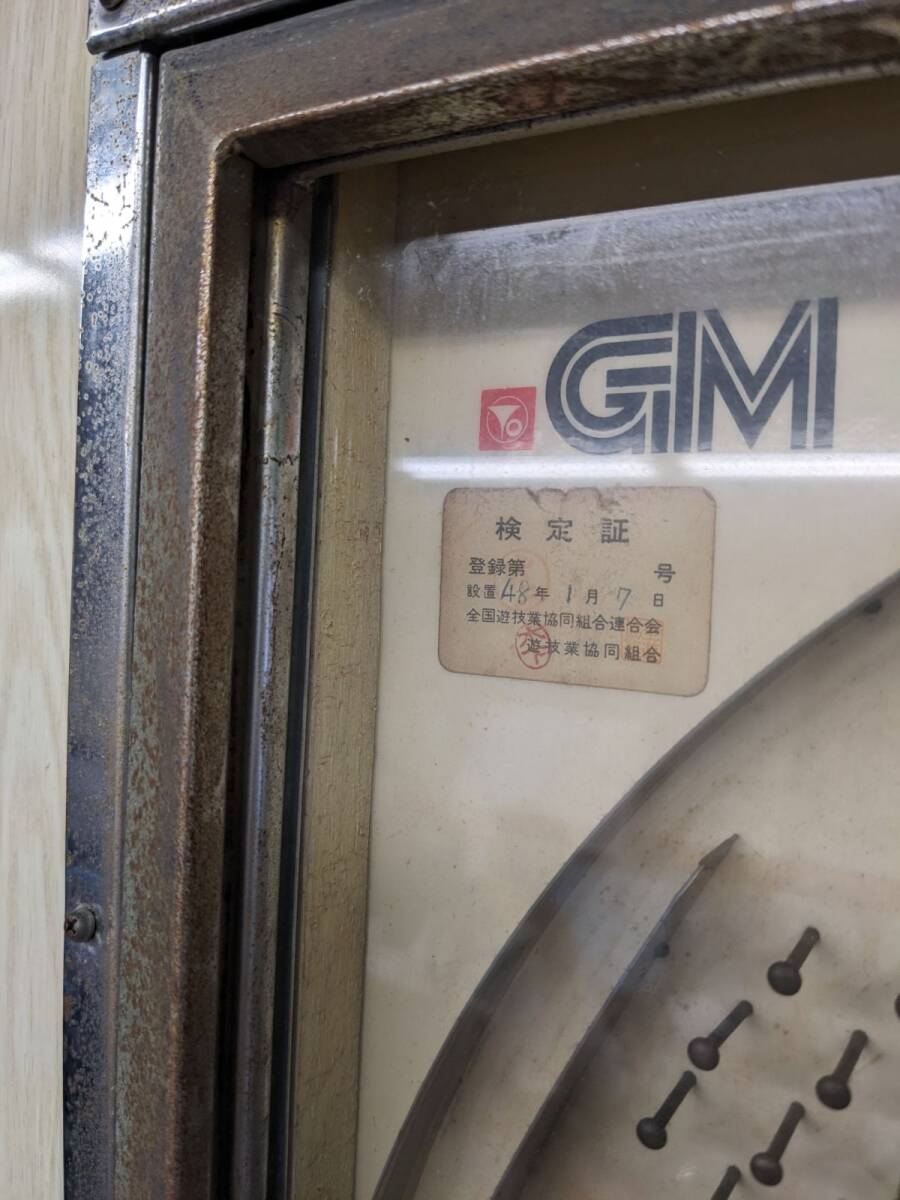 GM
検定証
登録第 号
設置 48年 1月 7日
全国遊技業協同組合連合会
遊技業協同組合